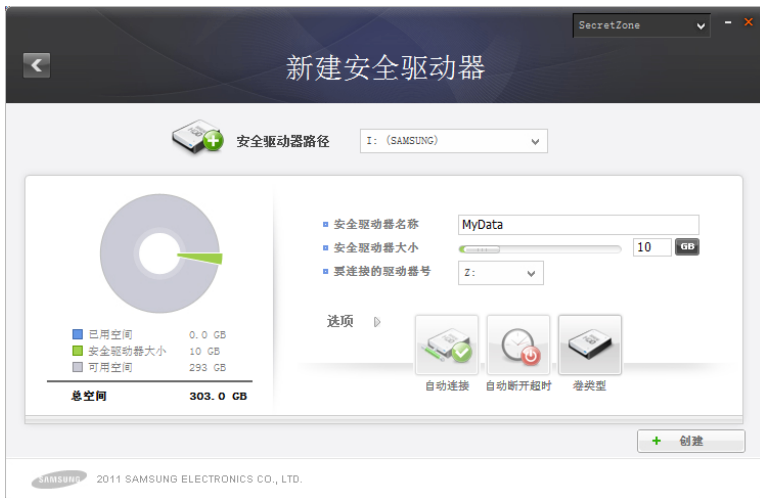 SecretZone
新建安全驱动器
安全驱动器路径 I: (SAMSUNG)
安全驱动器名称 MyData
安全驱动器大小 10 GB
要连接的驱动器号 Z:
选项
自动连接 自动断开超时 卷类型
已用空间 0.0 GB
安全驱动器大小 10 GB
可用空间 293 GB
总空间 303.0 GB
+ 创建
SAMSUNG 2011 SAMSUNG ELECTRONICS CO., LTD.